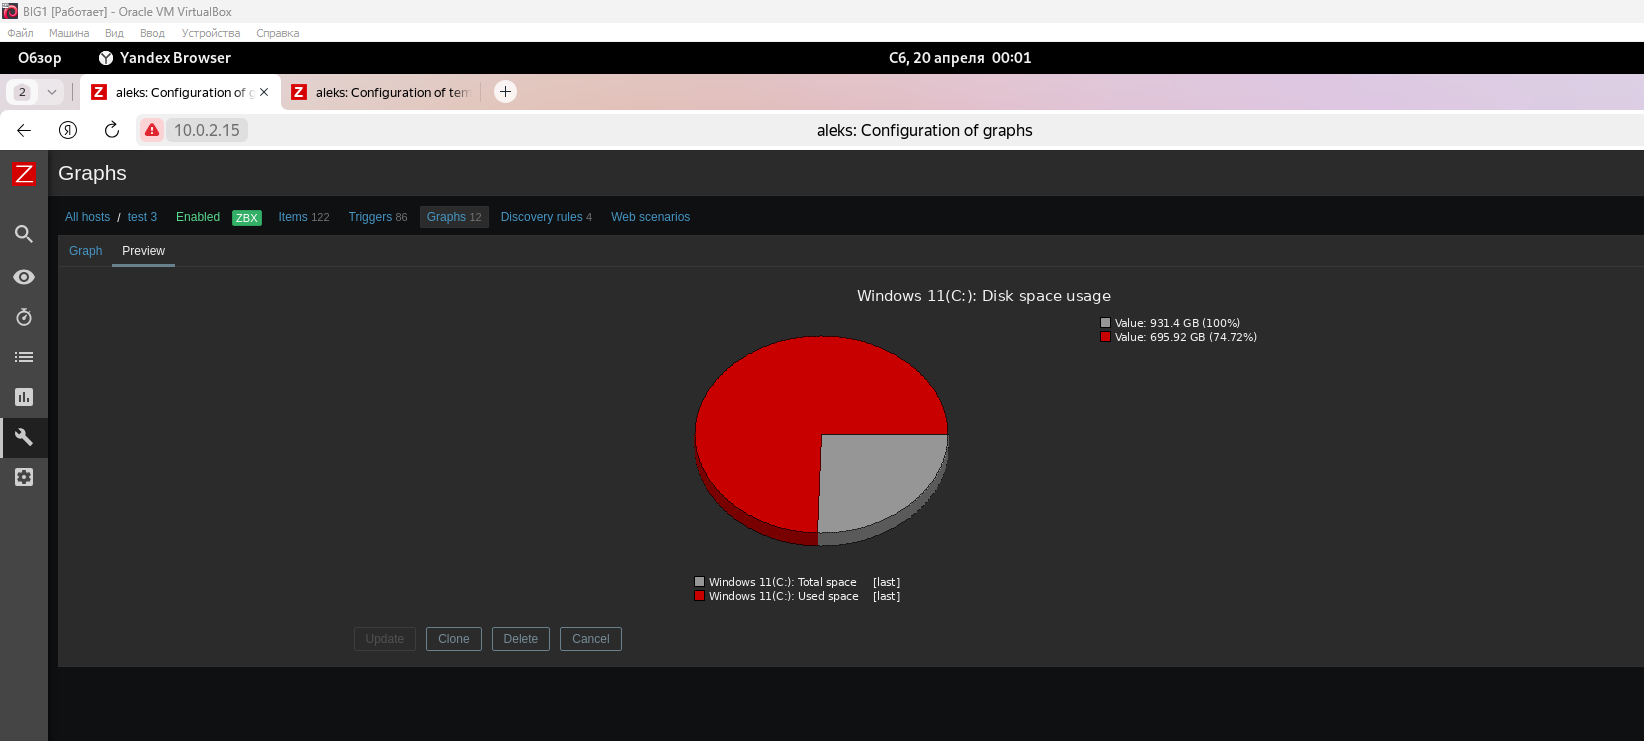 BIG1 [Работает] - Oracle VM VirtualBox
Файл Машина Вид Ввод Устройства Справка
Обзор Yandex Browser Сб, 20 апреля 00:01
2 Z aleks: Configuration of g Z aleks: Configuration of tem
Я 10.0.2.15 aleks: Configuration of graphs
Z Graphs
All hosts / test 3 Enabled ZBX Items 122 Triggers 86 Graphs 12 Discovery rules 4 Web scenarios
Graph Preview
Windows 11(C:): Disk space usage
Value: 931.4 GB (100%)
Value: 695.92 GB (74.72%)
Windows 11(C:): Total space [last]
Windows 11(C:): Used space [last]
Update Clone Delete Cancel